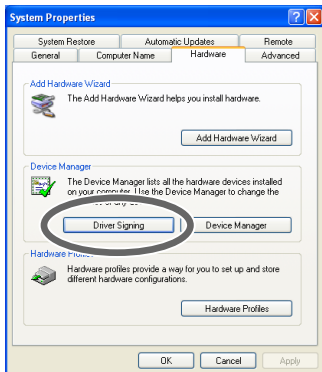 System Properties
System Restore Automatic Updates Remote
General Computer Name Hardware Advanced
Add Hardware Wizard
The Add Hardware Wizard helps you install hardware.
Add Hardware Wizard
Device Manager
The Device Manager lists all the hardware devices installed
on your computer. Use the Device Manager to change the
Driver Signing Device Manager
Hardware Profiles
Hardware profiles provide a way for you to set up and store
different hardware configurations.
Hardware Profiles
OK Cancel Apply